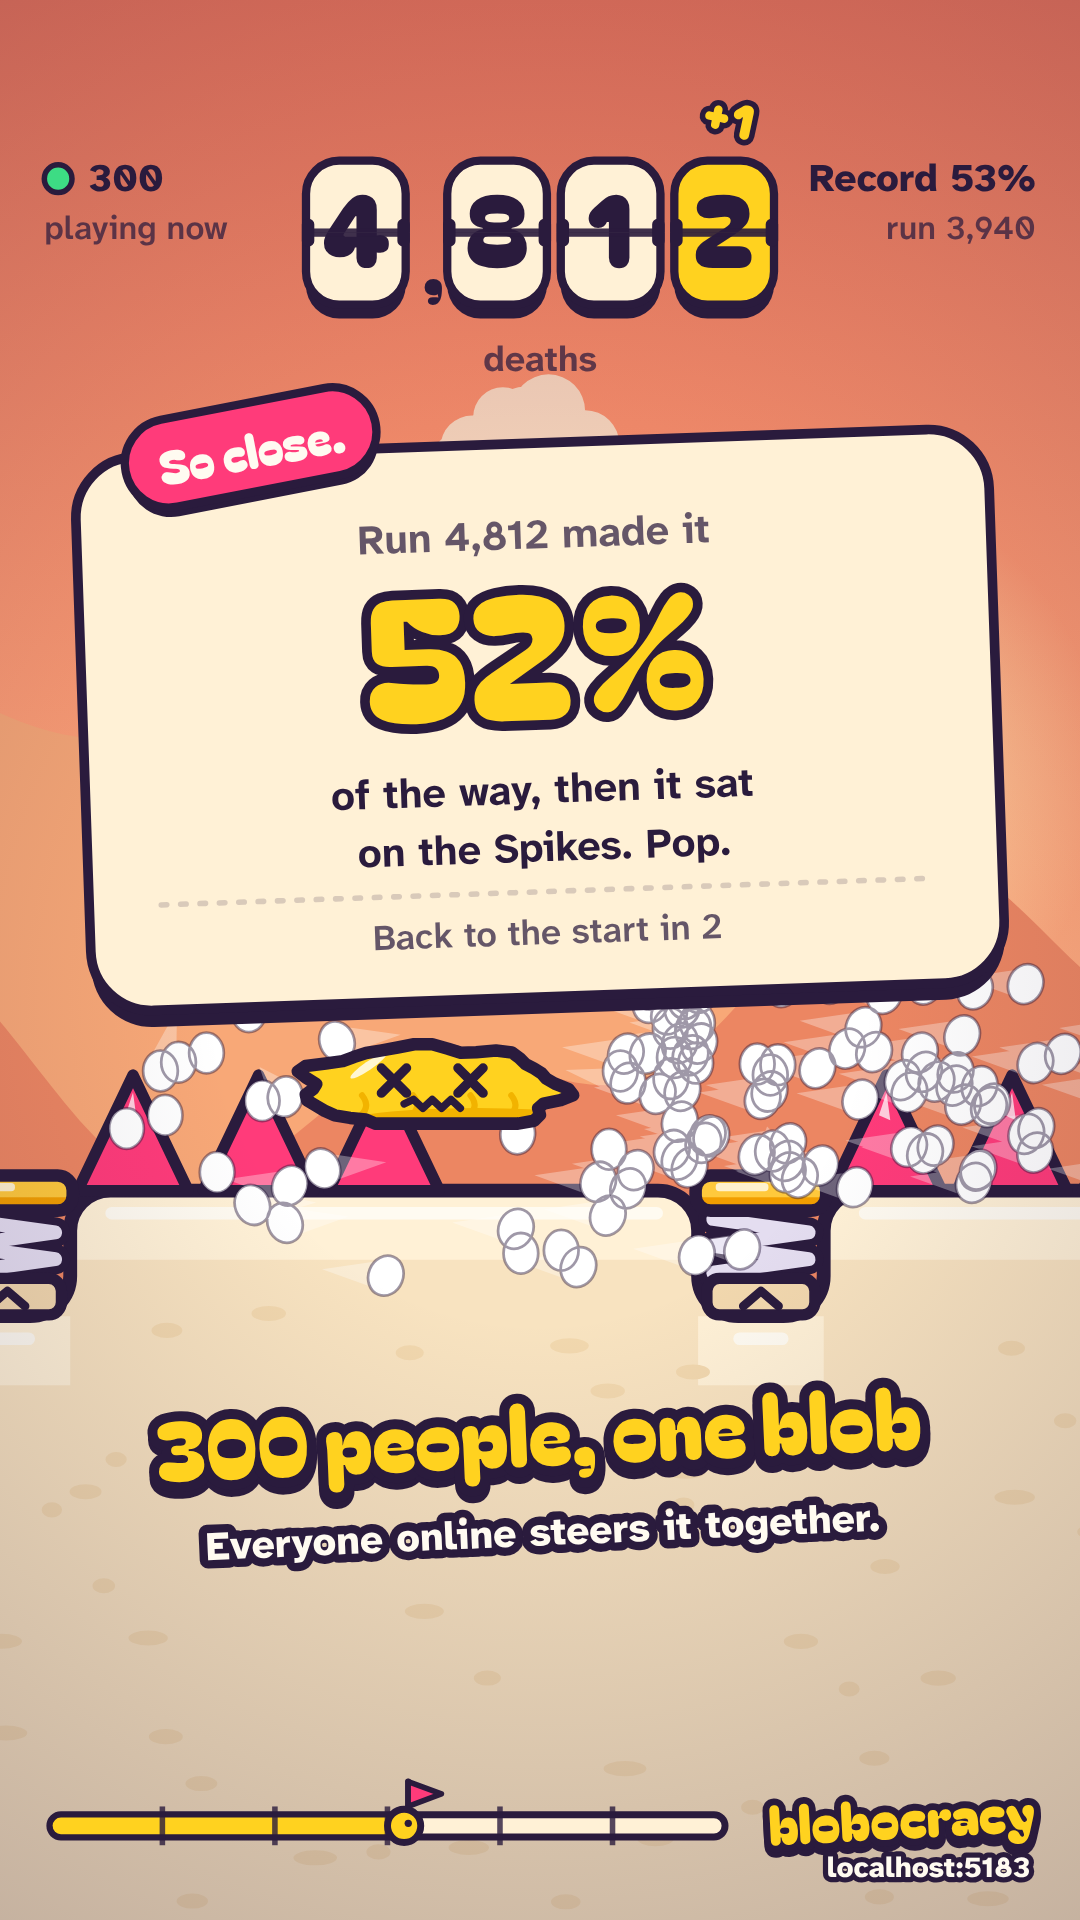 +1
300
playing now
4,812
deaths
Record 53%
run 3,940
So close.
Run 4,812 made it
52%
of the way, then it sat
on the Spikes. Pop.
Back to the start in 2
300 people, one blob
Everyone online steers it together.
blobocracy
localhost:5183